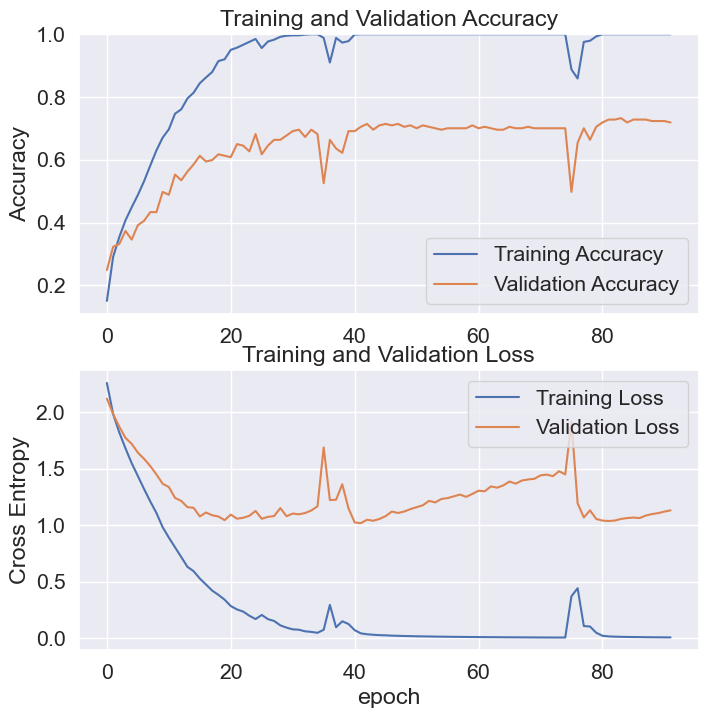 Training and Validation Accuracy
1.0
0.8
0.6
0.4
0.2
Accuracy
Training Accuracy
Validation Accuracy
0 20 40 60 80
Training and Validation Loss
2.0
1.5
1.0
0.5
0.0
Cross Entropy
Training Loss
Validation Loss
0 20 40 60 80
epoch